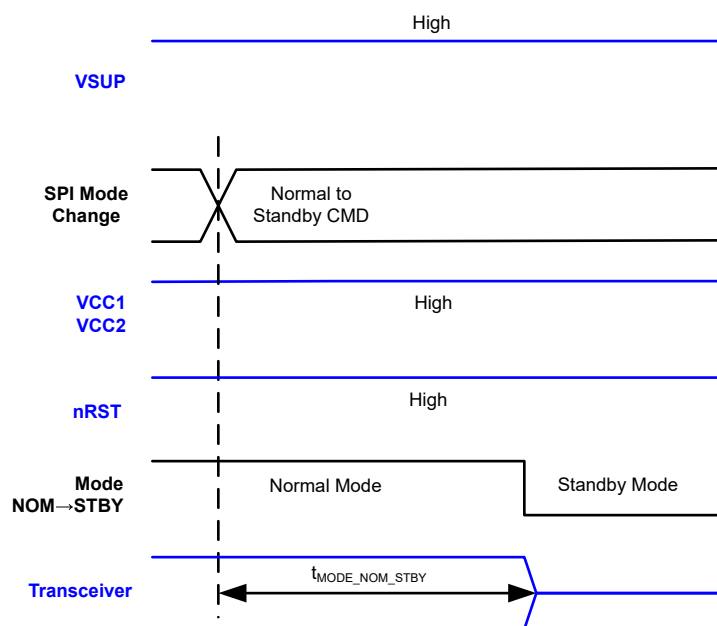 High
VSUP
SPI Mode
Change
Normal to
Standby CMD
VCC1
VCC2
High
nRST
High
Mode
NOM→STBY
Normal Mode
Standby Mode
Transceiver
tMODE_NOM_STBY